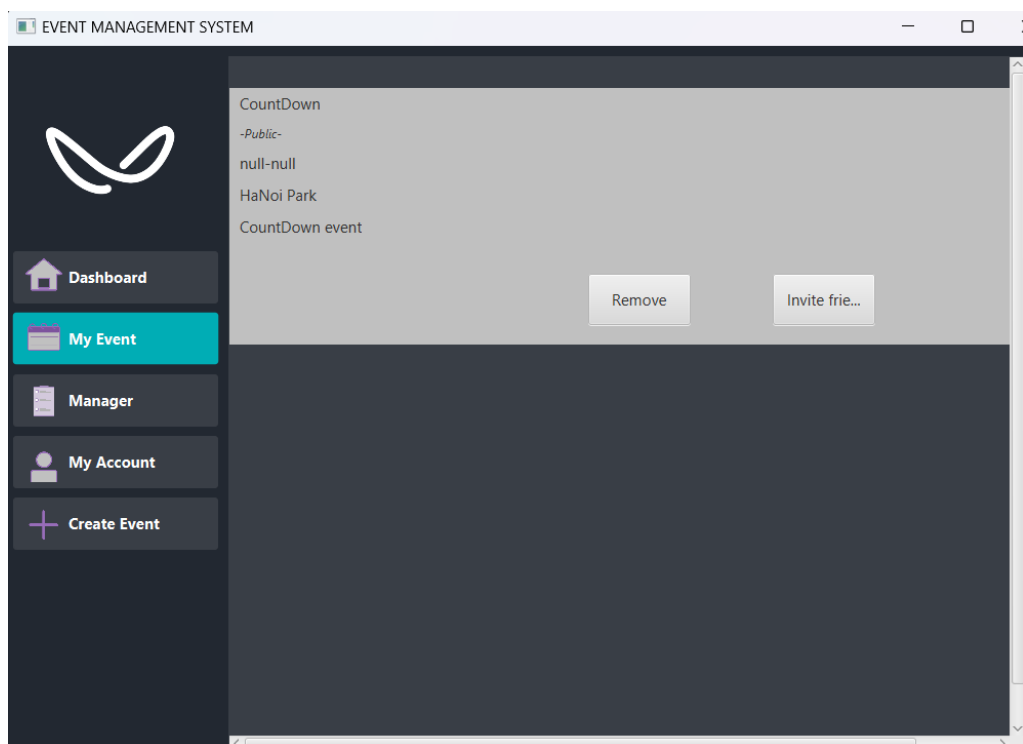 EVENT MANAGEMENT SYSTEM
CountDown
-Public-
null-null
HaNoi Park
CountDown event
Remove
Invite frie...
Dashboard
My Event
Manager
My Account
Create Event